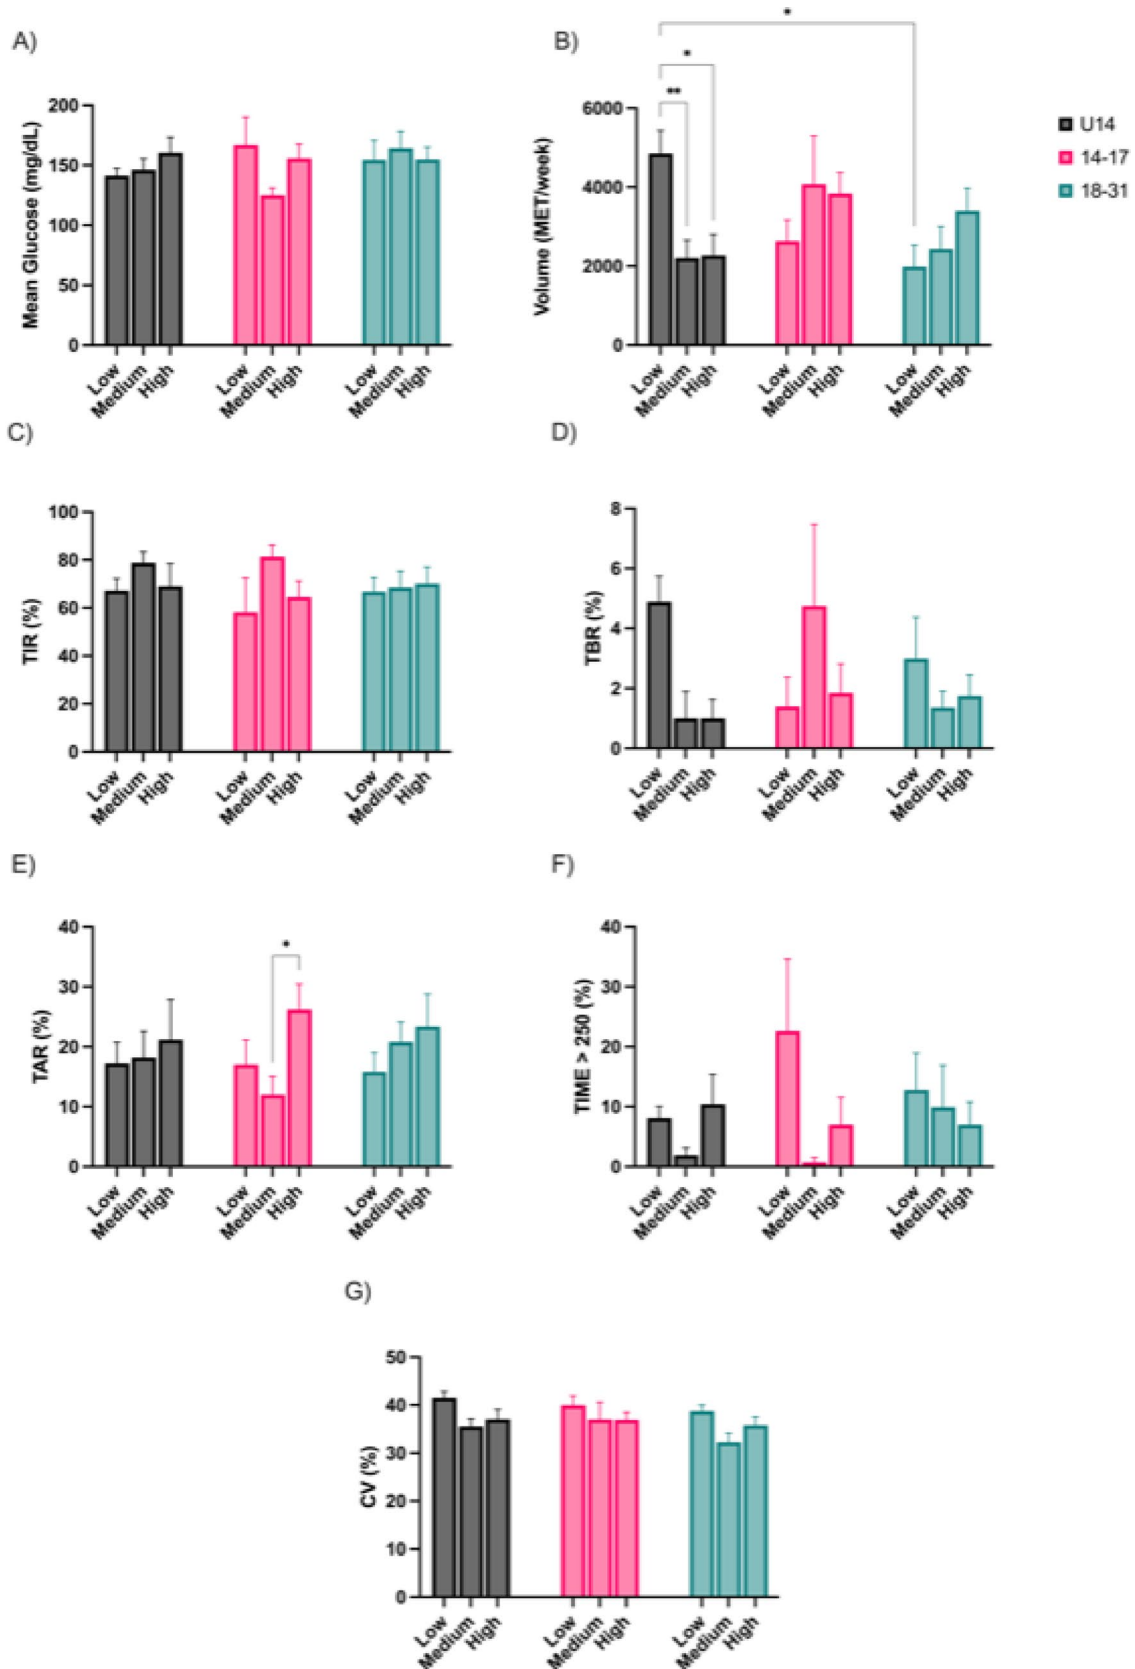 A)
Mean Glucose (mg/dL)
200
150
100
50
0
Low
Medium
High
Low
Medium
High
Low
Medium
High
B)
*
*
**
Volume (MET/week)
6000
4000
2000
0
Low
Medium
High
Low
Medium
High
Low
Medium
High
U14
14-17
18-31
C)
TIR (%)
100
80
60
40
20
0
Low
Medium
High
Low
Medium
High
Low
Medium
High
D)
TBR (%)
8
6
4
2
0
Low
Medium
High
Low
Medium
High
Low
Medium
High
E)
TAR (%)
40
30
20
10
0
*
Low
Medium
High
Low
Medium
High
Low
Medium
High
F)
TIME > 250 (%)
40
30
20
10
0
Low
Medium
High
Low
Medium
High
Low
Medium
High
G)
CV (%)
50
40
30
20
10
0
Low
Medium
High
Low
Medium
High
Low
Medium
High